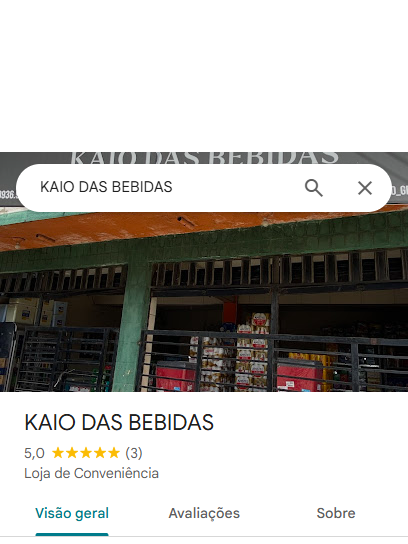 KAIO DAS BEBIDAS
KAIO DAS BEBIDAS
KAIO DAS BEBIDAS
5,0 (3)
Loja de Conveniência
Visão geral Avaliações Sobre